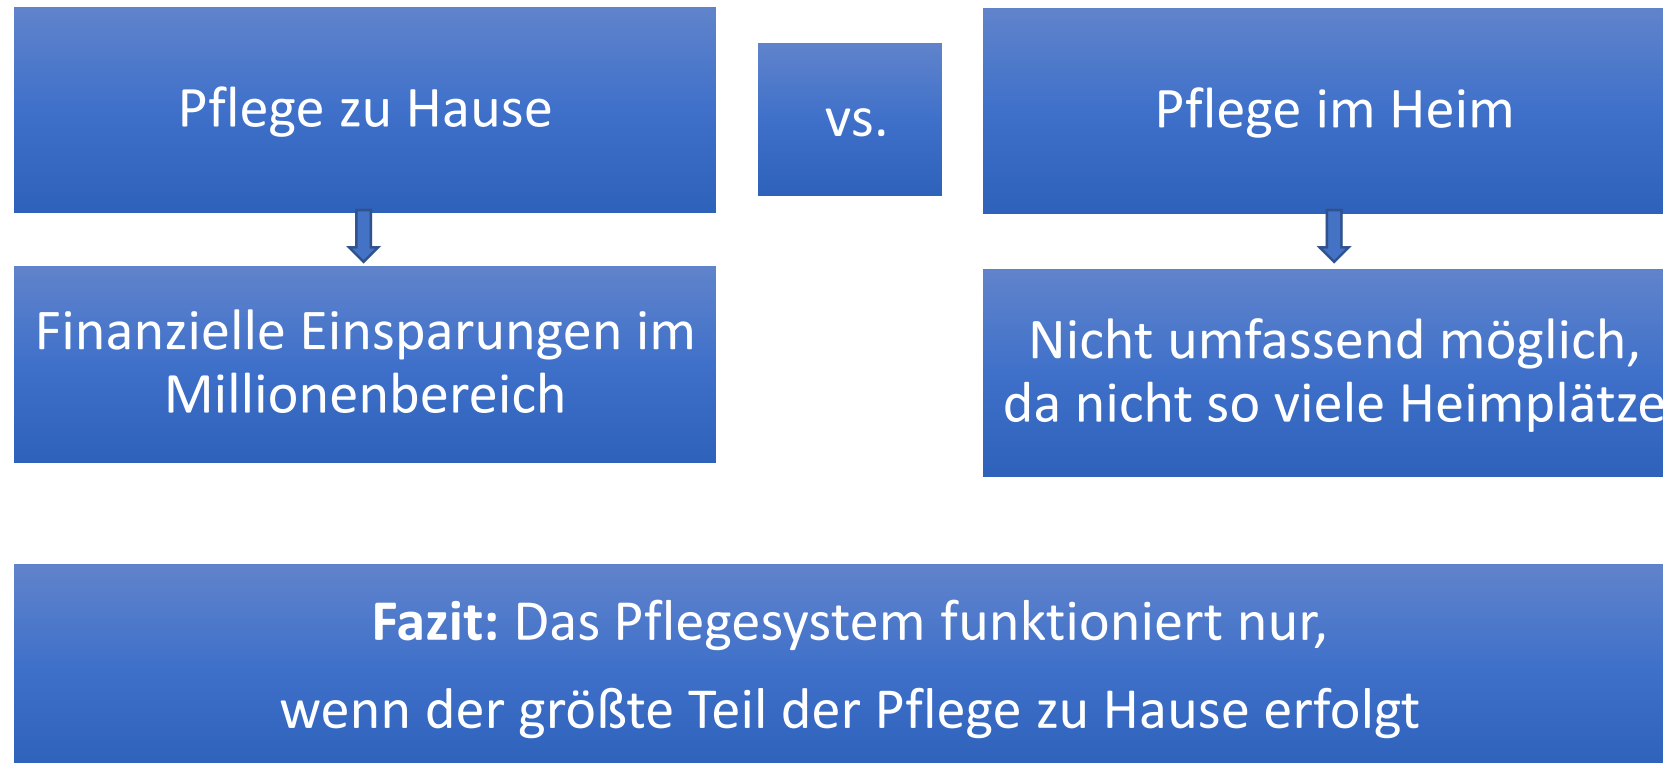 Pflege zu Hause
vs.
Pflege im Heim
Finanzielle Einsparungen im
Millionenbereich
Nicht umfassend möglich,
da nicht so viele Heimplätze
Fazit: Das Pflegesystem funktioniert nur,
wenn der größte Teil der Pflege zu Hause erfolgt